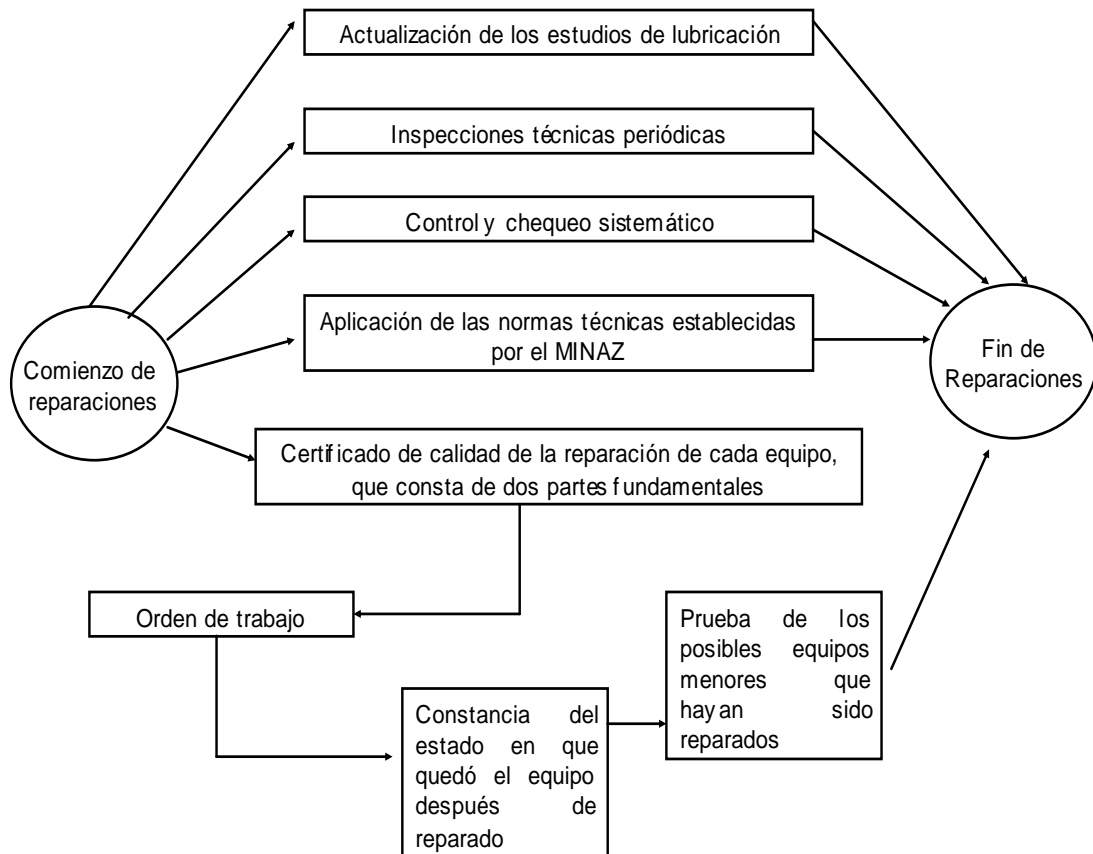 Actualización de los estudios de lubricación
Inspecciones técnicas periódicas
Control y chequeo sistemático
Aplicación de las normas técnicas establecidas
por el MINAZ
Comienzo de
reparaciones
Fin de
Reparaciones
Certificado de calidad de la reparación de cada equipo,
que consta de dos partes fundamentales
Orden de trabajo
Constancia del
estado en que
quedó el equipo
después de
reparado
Prueba de los
posibles equipos
menores que
hayan sido
reparados